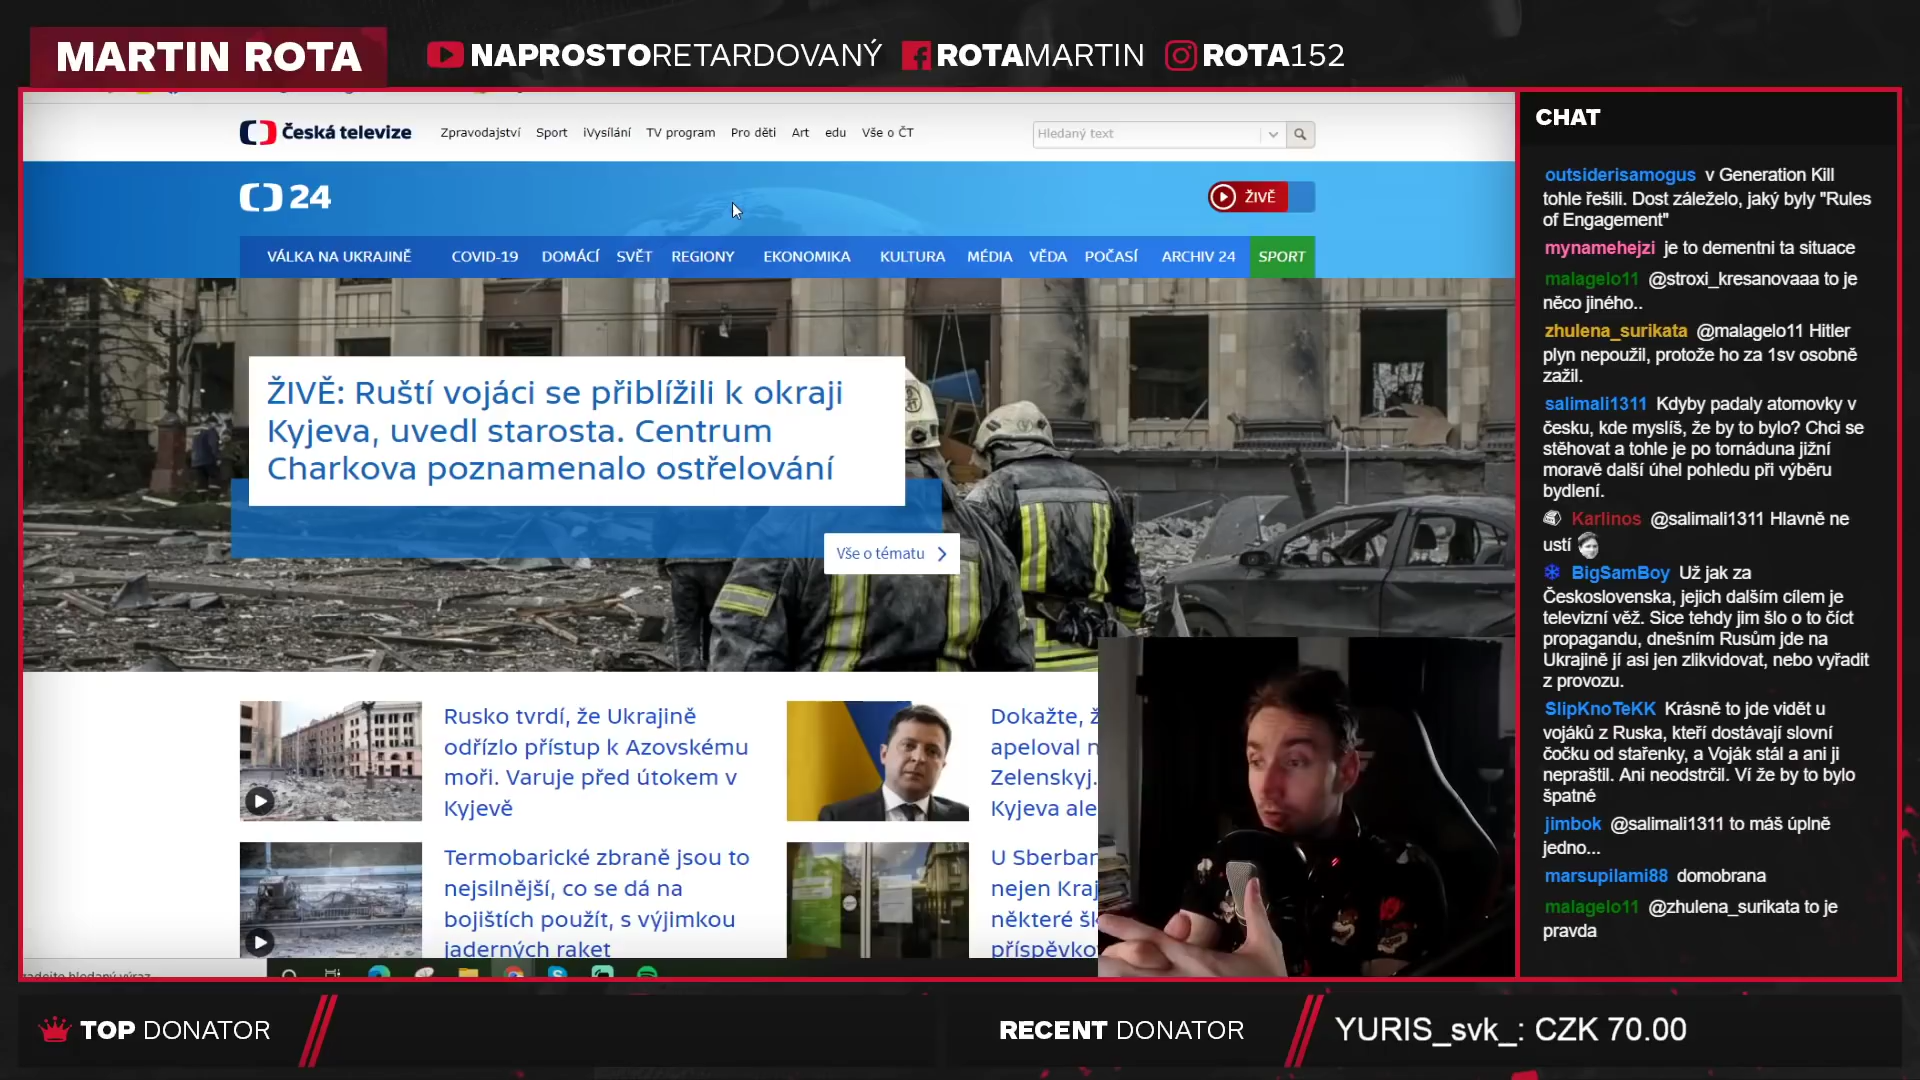 MARTIN ROTA
NAPROSTORETARDOVANÝ
ROTAMARTIN
ROTA152
Česká televize
Zpravodajství Sport iVysílání TV program Pro děti Art edu Vše o ČT
Hledaný text
24
ŽIVĚ
VÁLKA NA UKRAJINĚ COVID-19 DOMÁCÍ SVĚT REGIONY EKONOMIKA KULTURA MÉDIA VĚDA POČASÍ ARCHIV 24 SPORT
ŽIVĚ: Ruští vojáci se přiblížili k okraji
Kyjeva, uvedl starosta. Centrum
Charkova poznamenalo ostřelování
Vše o tématu
Rusko tvrdí, že Ukrajině
odřízlo přístup k Azovskému
moři. Varuje před útokem v
Kyjevě
Dokažte, ž
apeloval n
Zelenskyj.
Kyjeva ale
Termobarické zbraně jsou to
nejsilnější, co se dá na
bojištích použít, s výjimkou
jaderných raket
U Sberban
nejen Kraj
některé šk
příspěvko
CHAT
outsiderisamogus v Generation Kill
tohle řešili. Dost záleželo, jaký byly "Rules
of Engagement"
mynamehejzi je to dementni ta situace
malagelo11 @stroxi_kresanovaaa to je
něco jiného..
zhulena_surikata @malagelo11 Hitler
plyn nepoužil, protože ho za 1sv osobně
zažil.
salimali1311 Kdyby padaly atomovky v
česku, kde myslíš, že by to bylo? Chci se
stěhovat a tohle je po tornáduna jižní
moravě další úhel pohledu při výběru
bydlení.
Karlinos @salimali1311 Hlavně ne
ustí
BigSamBoy Už jak za
Československa, jejich dalším cílem je
televizní věž. Sice tehdy jim šlo o to číct
propagandu, dnešním Rusům jde na
Ukrajině jí asi jen zlikvidovat, nebo vyřadit
z provozu.
SlipKnoTeKK Krásně to jde vidět u
vojáků z Ruska, kteří dostávají slovní
čočku od stařenky, a Voják stál a ani ji
nepraštil. Ani neodstrčil. Ví že by to bylo
špatné
jimbok @salimali1311 to máš úplně
jedno...
marsupilami88 domobrana
malagelo11 @zhulena_surikata to je
pravda
TOP DONATOR
RECENT DONATOR
YURIS_svk_: CZK 70.00